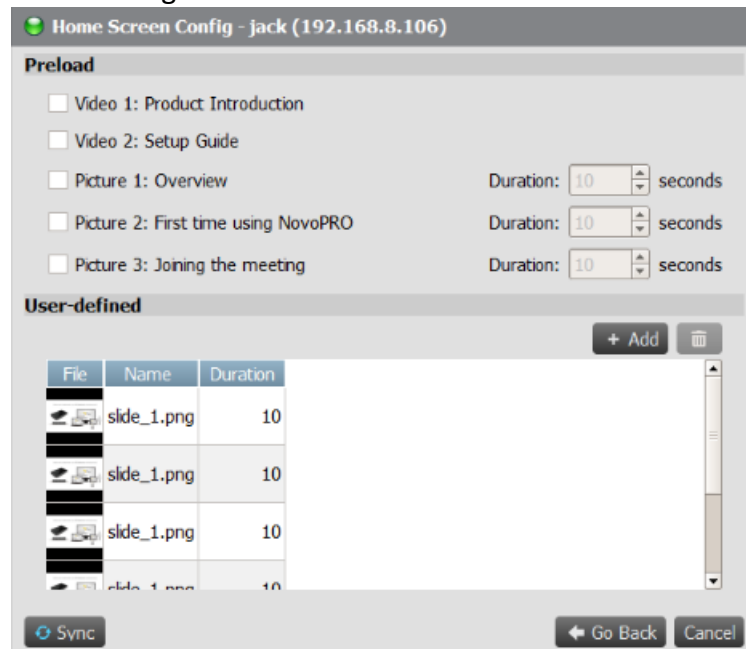 Home Screen Config - jack (192.168.8.106)
Preload
Video 1: Product Introduction
Video 2: Setup Guide
Picture 1: Overview Duration: 10 seconds
Picture 2: First time using NovoPRO Duration: 10 seconds
Picture 3: Joining the meeting Duration: 10 seconds
User-defined
+ Add
File Name Duration
slide_1.png 10
slide_1.png 10
slide_1.png 10
slide_1.png 10
Sync Go Back Cancel